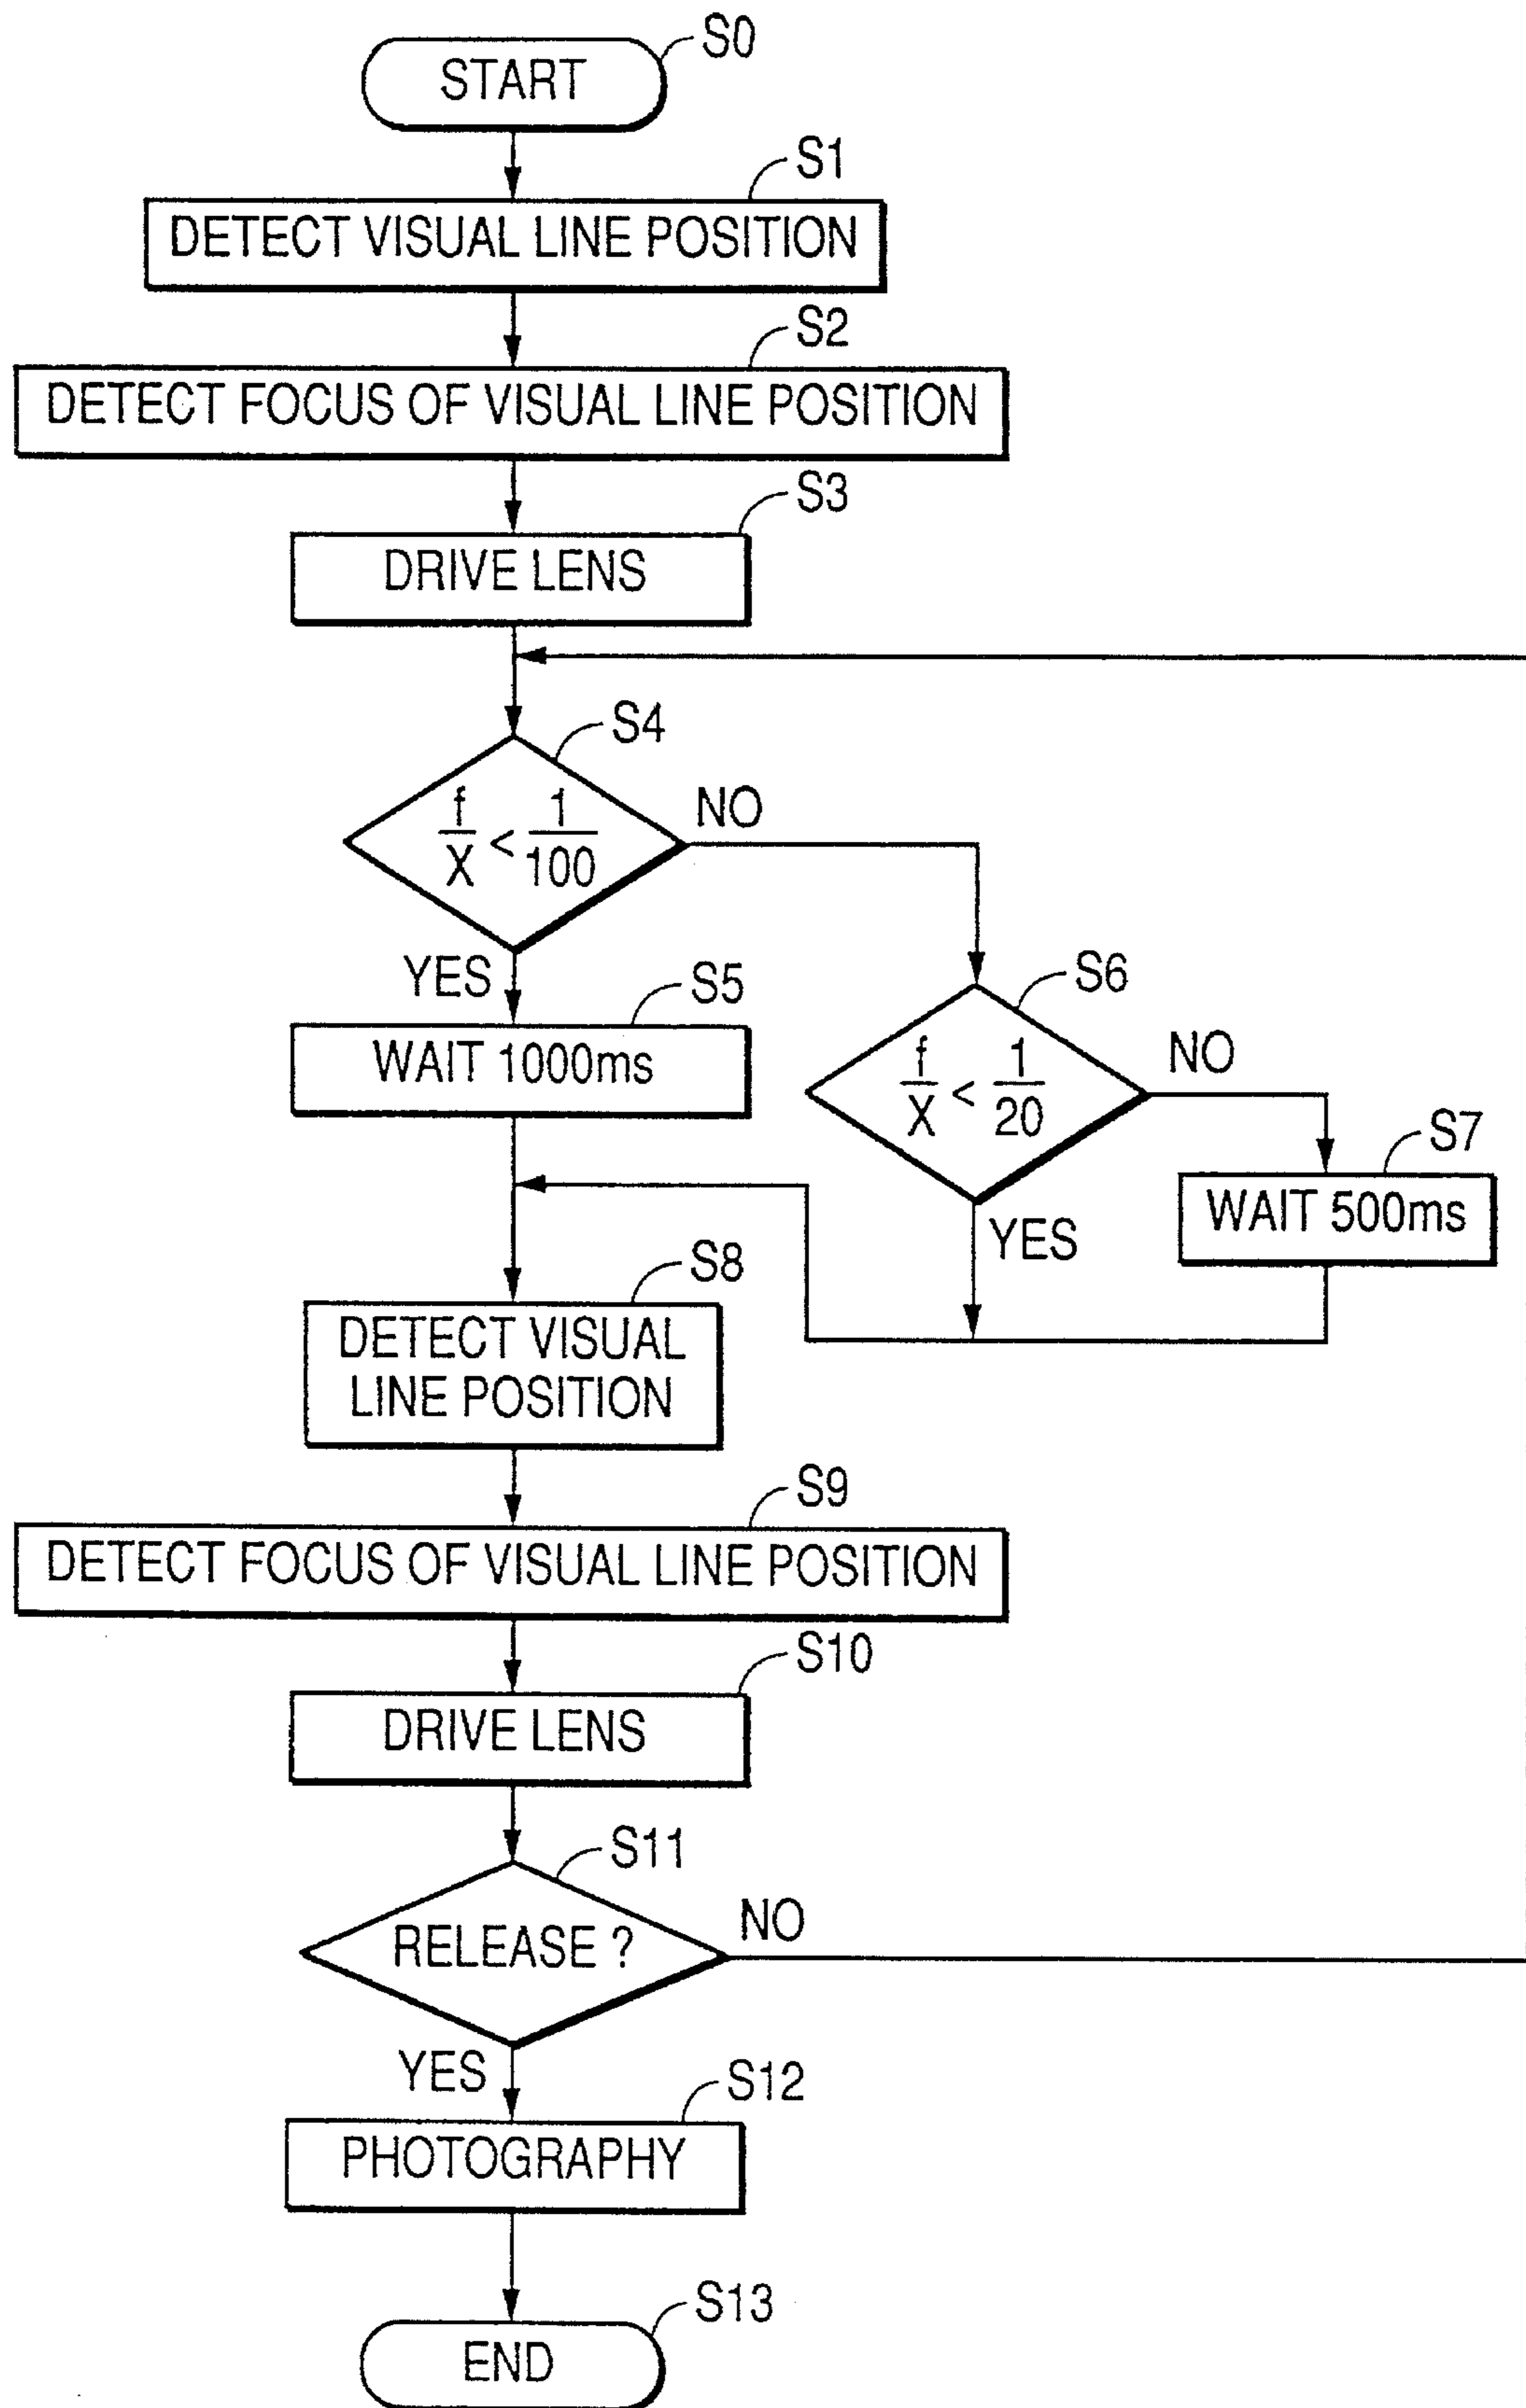 S0
START
S1
DETECT VISUAL LINE POSITION
S2
DETECT FOCUS OF VISUAL LINE POSITION
S3
DRIVE LENS
S4
f/X < 1/100
NO
YES
S5
WAIT 1000ms
S6
f/X < 1/20
NO
YES
S7
WAIT 500ms
S8
DETECT VISUAL
LINE POSITION
S9
DETECT FOCUS OF VISUAL LINE POSITION
S10
DRIVE LENS
S11
RELEASE ?
NO
YES
S12
PHOTOGRAPHY
S13
END